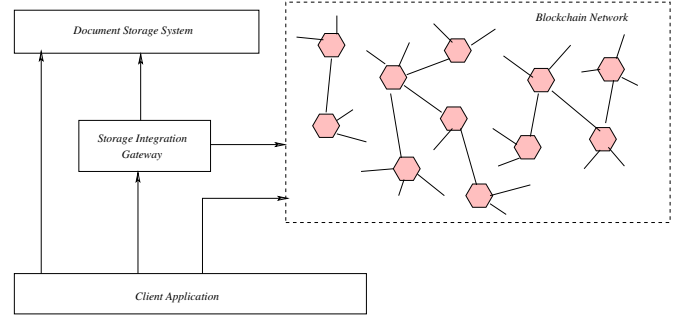 Document Storage System
Blockchain Network
Storage Integration
Gateway
Client Application